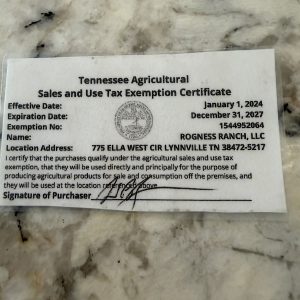 Tennessee Agricultural
Sales and Use Tax Exemption Certificate
Effective Date: January 1, 2024
Expiration Date: December 31, 2027
Exemption No: 1544952064
Name: ROGNESS RANCH, LLC
Location Address: 775 ELLA WEST CIR LYNNVILLE TN 38472-5217
I certify that the purchases qualify under the agricultural sales and use tax
exemption, that they will be used directly and principally for the purpose of
producing agricultural products for sale and consumption off the premises, and
they will be used at the location referenced above
Signature of Purchaser